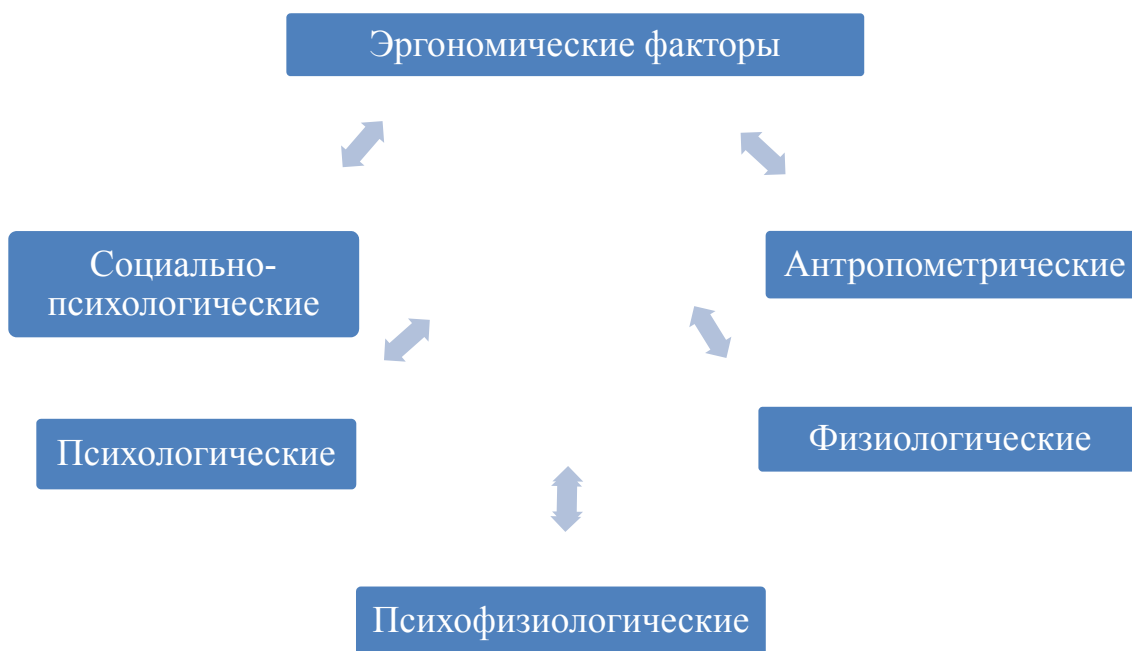 Эргономические факторы
Социально-
психологические
Антропометрические
Психологические
Физиологические
Психофизиологические